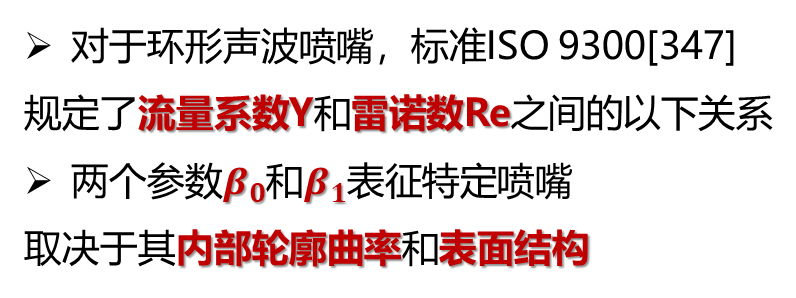 ➢ 对于环形声波喷嘴，标准ISO 9300[347]
规定了流量系数Y和雷诺数Re之间的以下关系
➢ 两个参数β₀和β₁表征特定喷嘴
取决于其内部轮廓曲率和表面结构